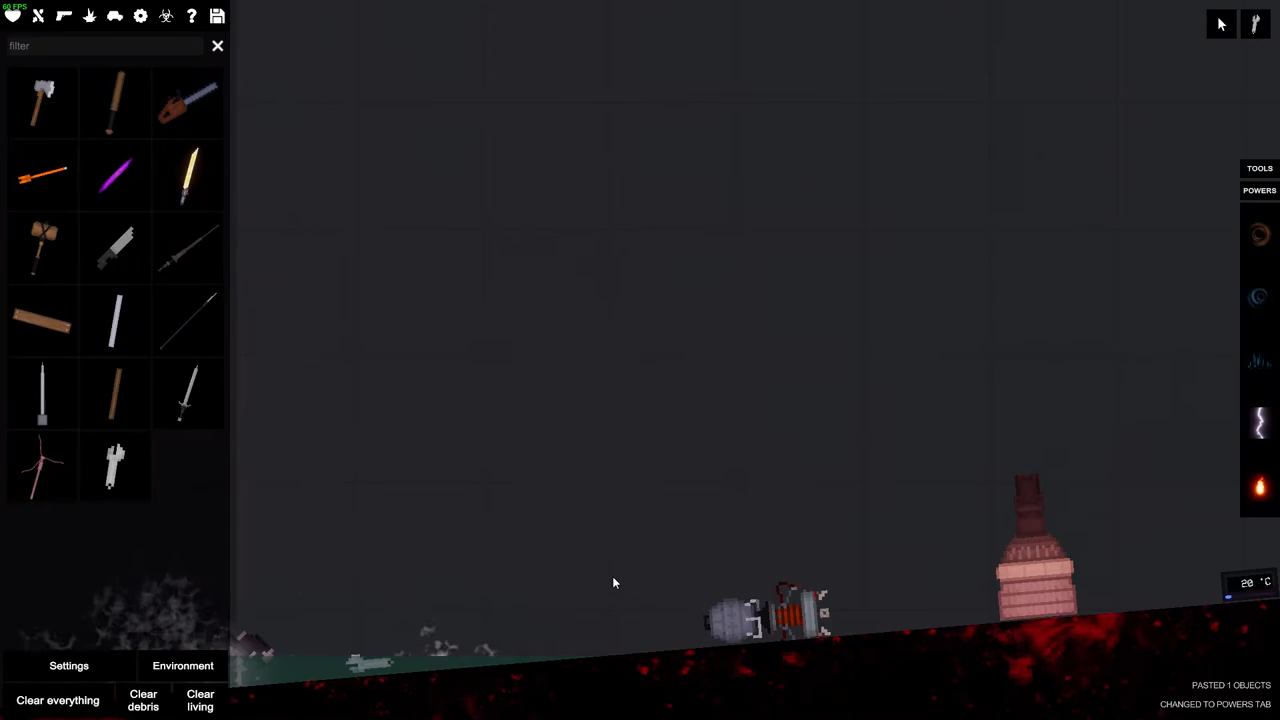 60 FPS
?
filter
TOOLS
POWERS
20 °C
Settings
Environment
Clear everything
Clear debris
Clear living
PASTED 1 OBJECTS
CHANGED TO POWERS TAB